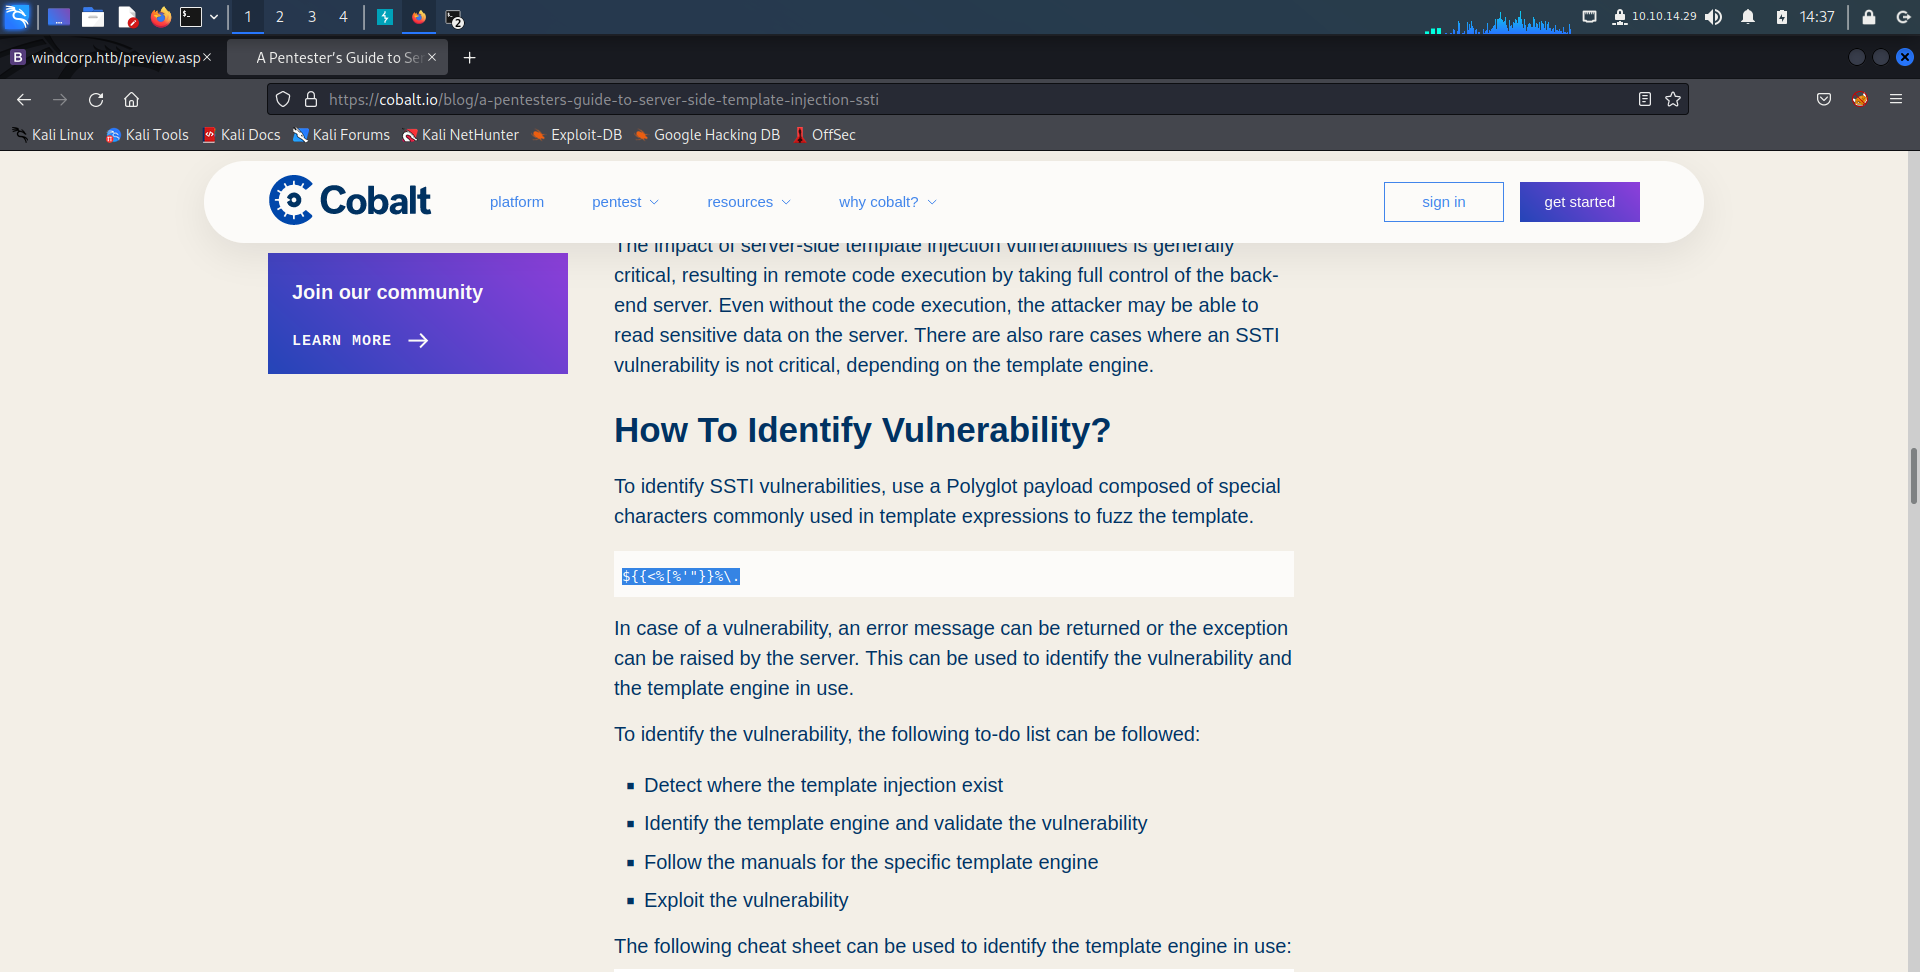 1 2 3 4 2 10.10.14.29 14:37
windcorp.htb/preview.asp A Pentester's Guide to Ser
https://cobalt.io/blog/a-pentesters-guide-to-server-side-template-injection-ssti
Kali Linux Kali Tools Kali Docs Kali Forums Kali NetHunter Exploit-DB Google Hacking DB OffSec
Cobalt platform pentest resources why cobalt? sign in get started
Join our community
LEARN MORE
The impact of server-side template injection vulnerabilities is generally
critical, resulting in remote code execution by taking full control of the back-
end server. Even without the code execution, the attacker may be able to
read sensitive data on the server. There are also rare cases where an SSTI
vulnerability is not critical, depending on the template engine.
How To Identify Vulnerability?
To identify SSTI vulnerabilities, use a Polyglot payload composed of special
characters commonly used in template expressions to fuzz the template.
${{<%[%'"}}%\.
In case of a vulnerability, an error message can be returned or the exception
can be raised by the server. This can be used to identify the vulnerability and
the template engine in use.
To identify the vulnerability, the following to-do list can be followed:
Detect where the template injection exist
Identify the template engine and validate the vulnerability
Follow the manuals for the specific template engine
Exploit the vulnerability
The following cheat sheet can be used to identify the template engine in use: